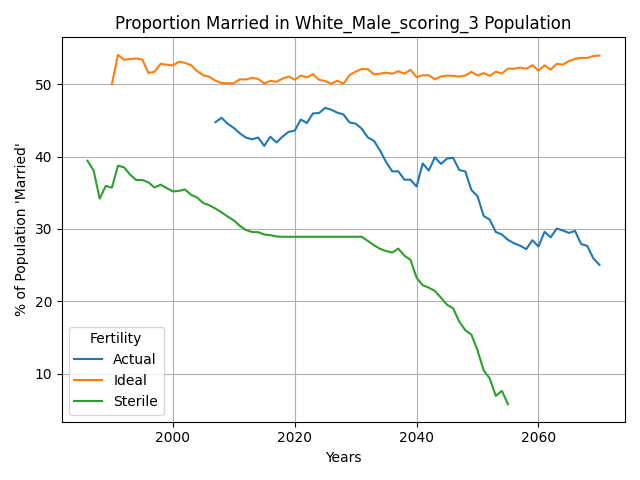 Proportion Married in White_Male_scoring_3 Population
% of Population 'Married'
50
40
30
20
10
Fertility
Actual
Ideal
Sterile
2000 2020 2040 2060
Years